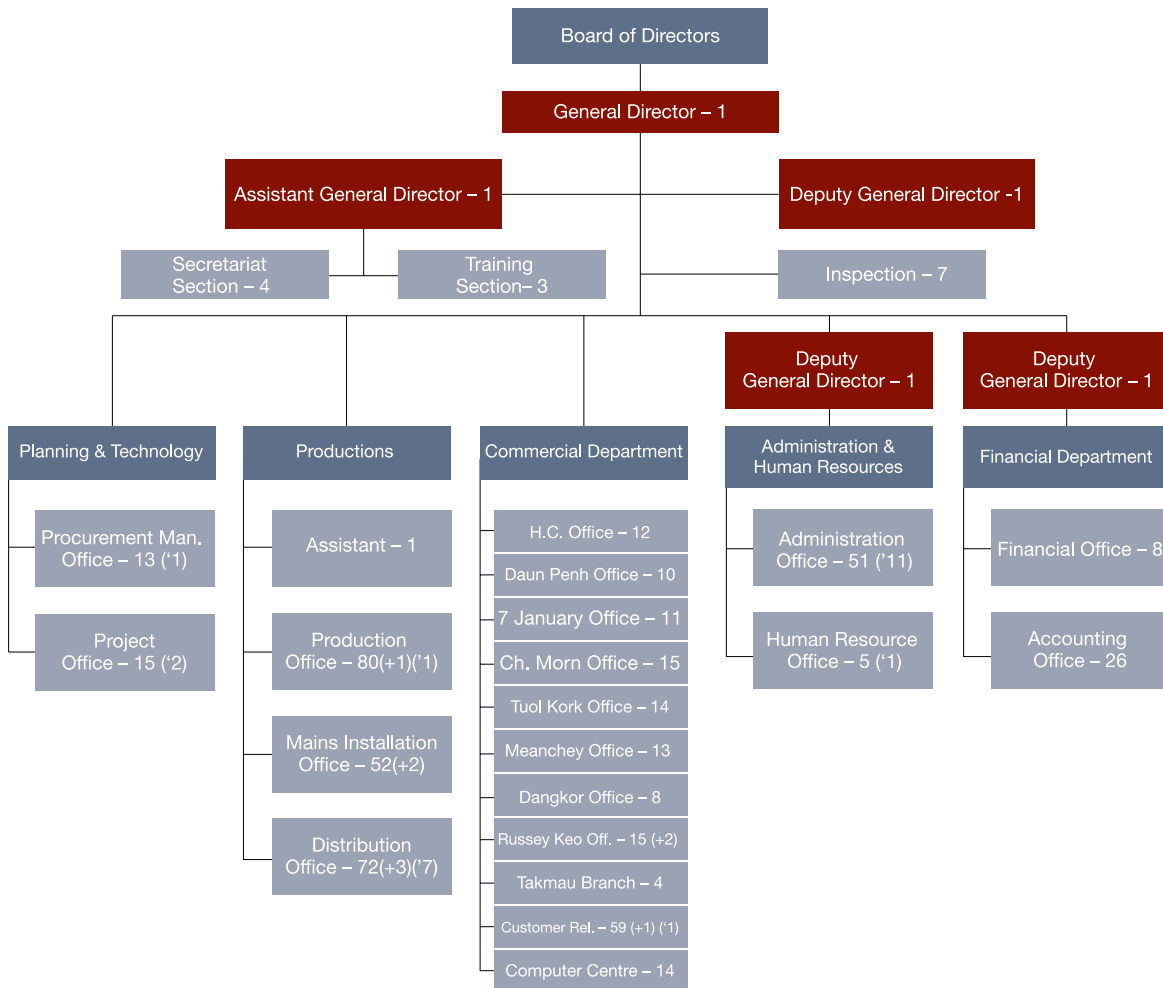 Board of Directors
General Director – 1
Assistant General Director – 1
Deputy General Director -1
Secretariat
Section – 4
Training
Section– 3
Inspection – 7
Deputy
General Director – 1
Deputy
General Director – 1
Planning & Technology
Productions
Commercial Department
Administration &
Human Resources
Financial Department
Procurement Man.
Office – 13 (‘1)
Project
Office – 15 (‘2)
Assistant – 1
Production
Office – 80(+1)(‘1)
Mains Installation
Office – 52(+2)
Distribution
Office – 72(+3)(‘7)
H.C. Office – 12
Daun Penh Office – 10
7 January Office – 11
Ch. Morn Office – 15
Tuol Kork Office – 14
Meanchey Office – 13
Dangkor Office – 8
Russey Keo Off. – 15 (+2)
Takmau Branch – 4
Customer Rel. – 59 (+1) (‘1)
Computer Centre – 14
Administration
Office – 51 (‘11)
Human Resource
Office – 5 (‘1)
Financial Office – 8
Accounting
Office – 26